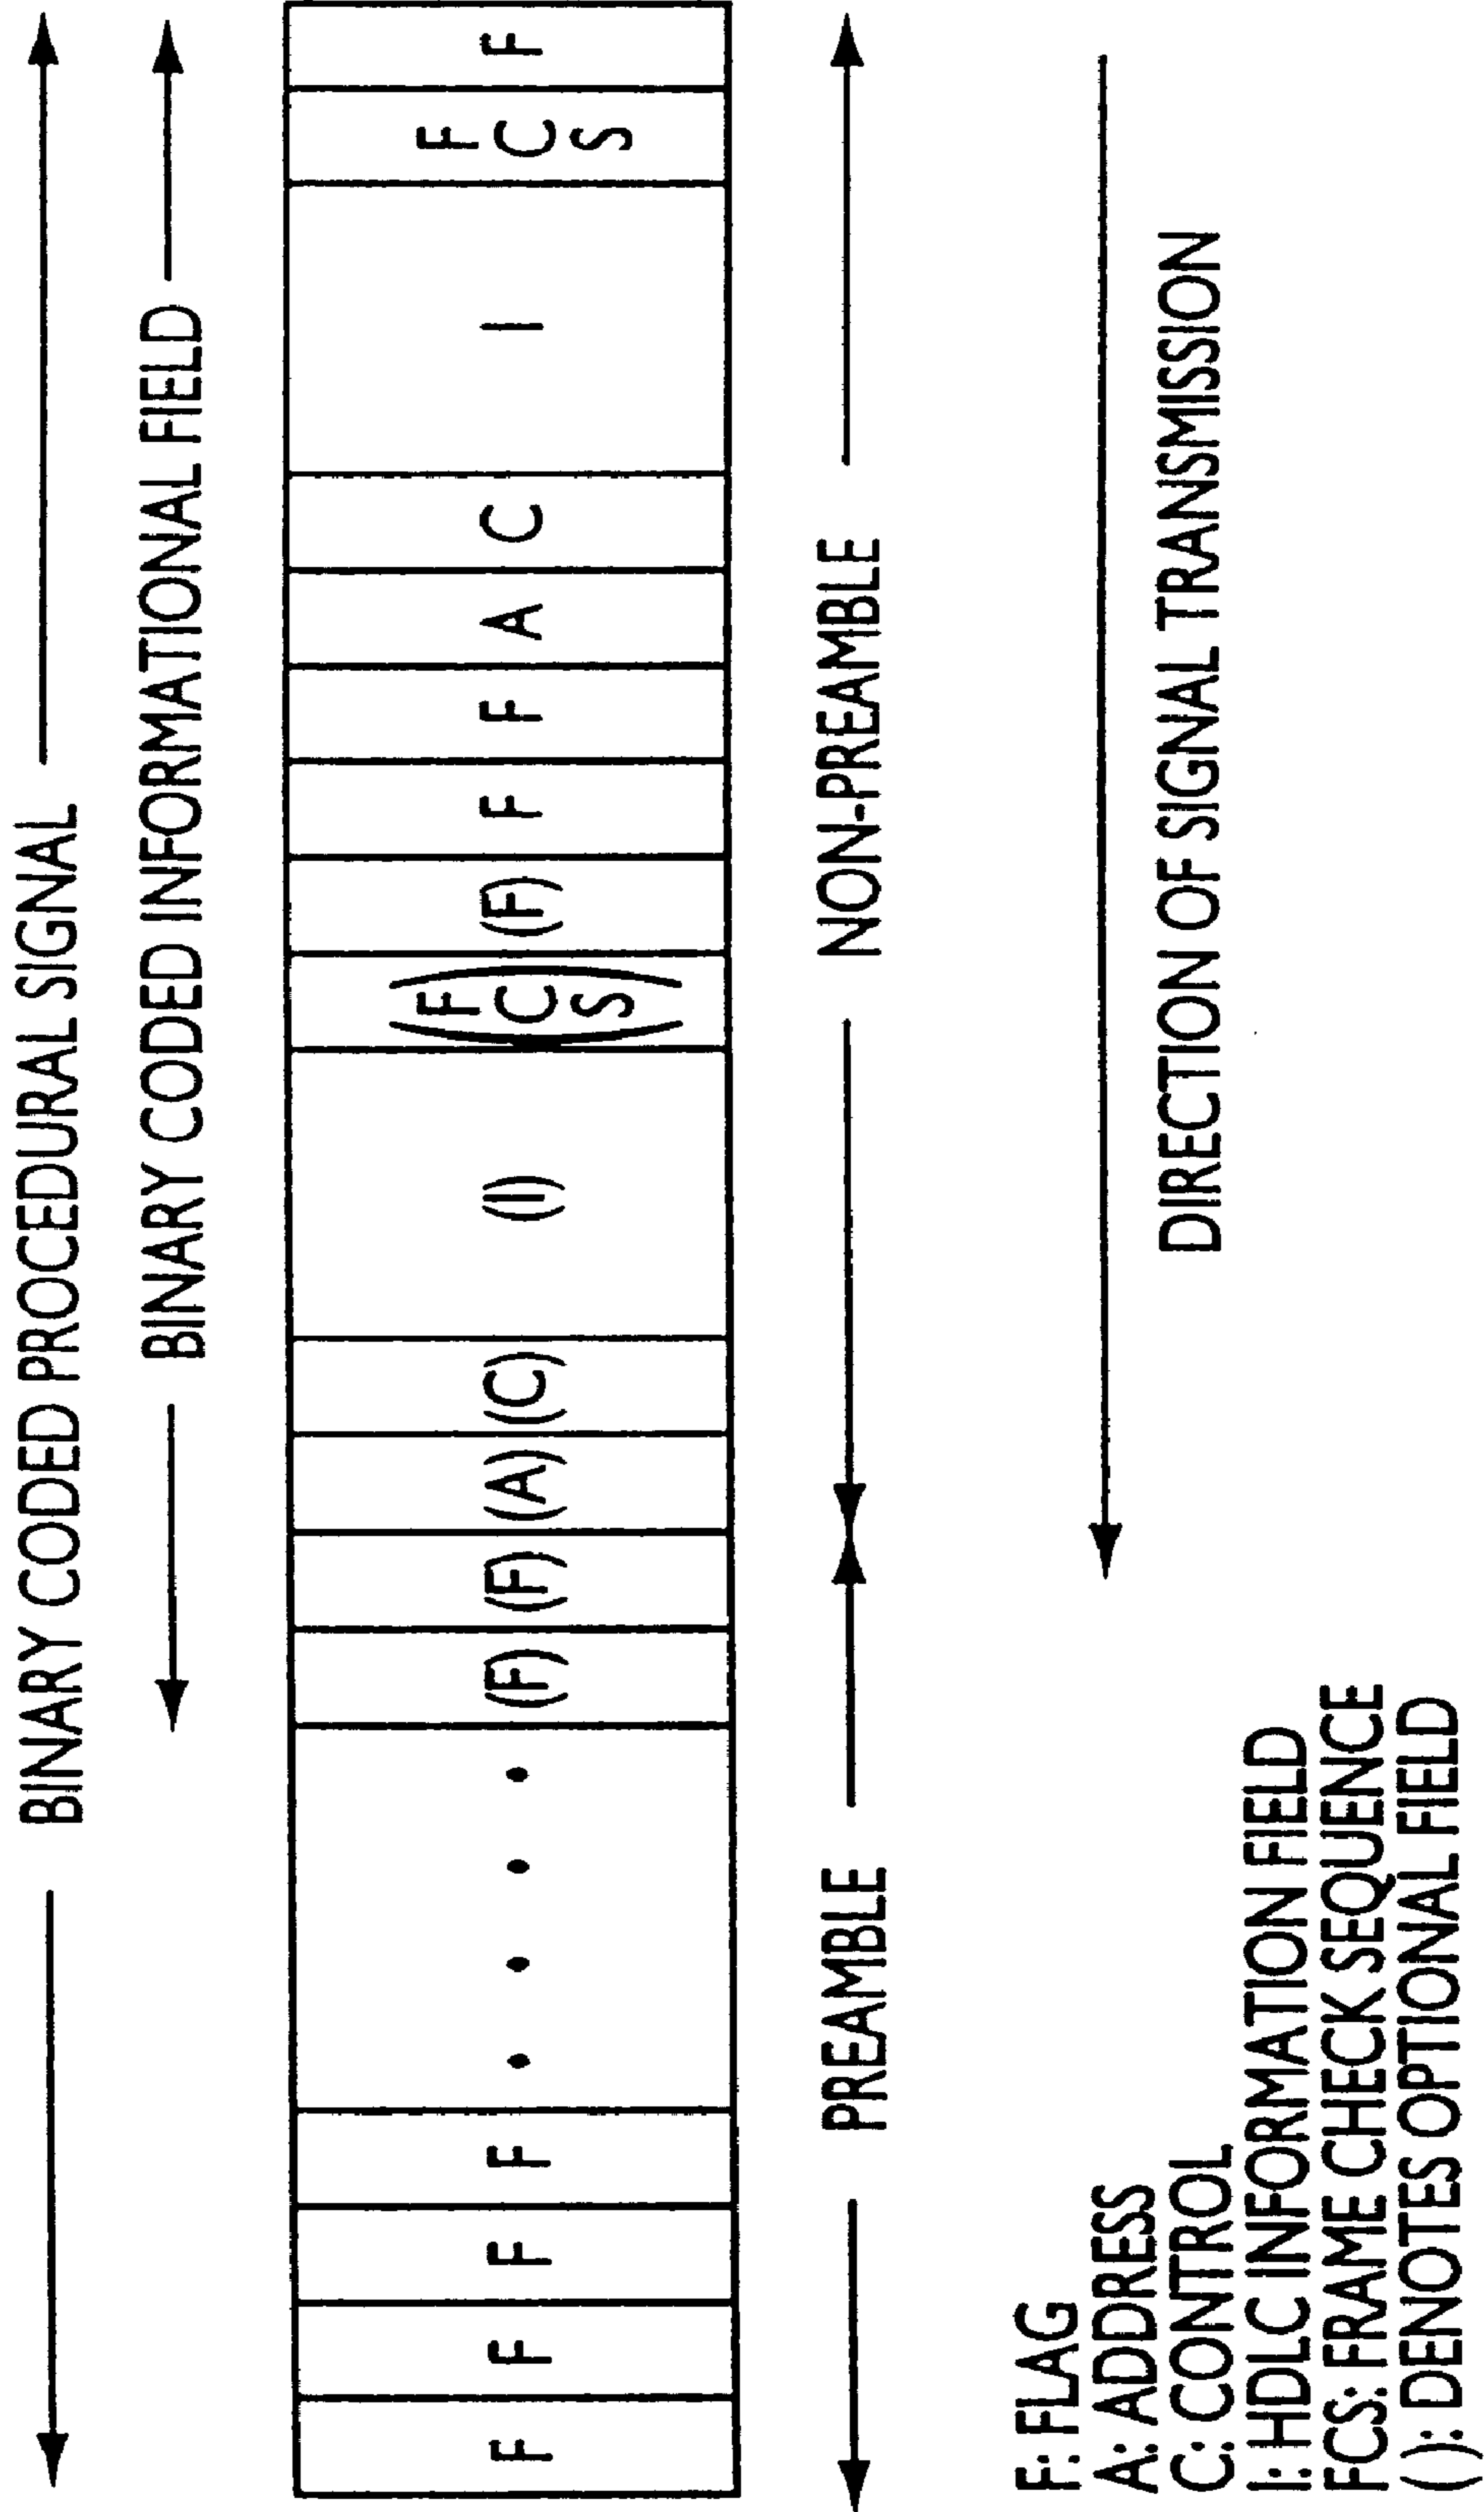 BINARY CODED PROCEDURAL SIGNAL
BINARY CODED INFORMATIONAL FIELD
F F F F • • • • (F) (F) (A) (C) (I) (FCS) (F) F F A C I FCS F
PREAMBLE NON-PREAMBLE
DIRECTION OF SIGNAL TRANSMISSION
F: FLAG
A: ADDRESS
C: CONTROL
I: HDLC INFORMATION FIELD
FCS: FRAME CHECK SEQUENCE
( ): DENOTES OPTIONAL FIELD